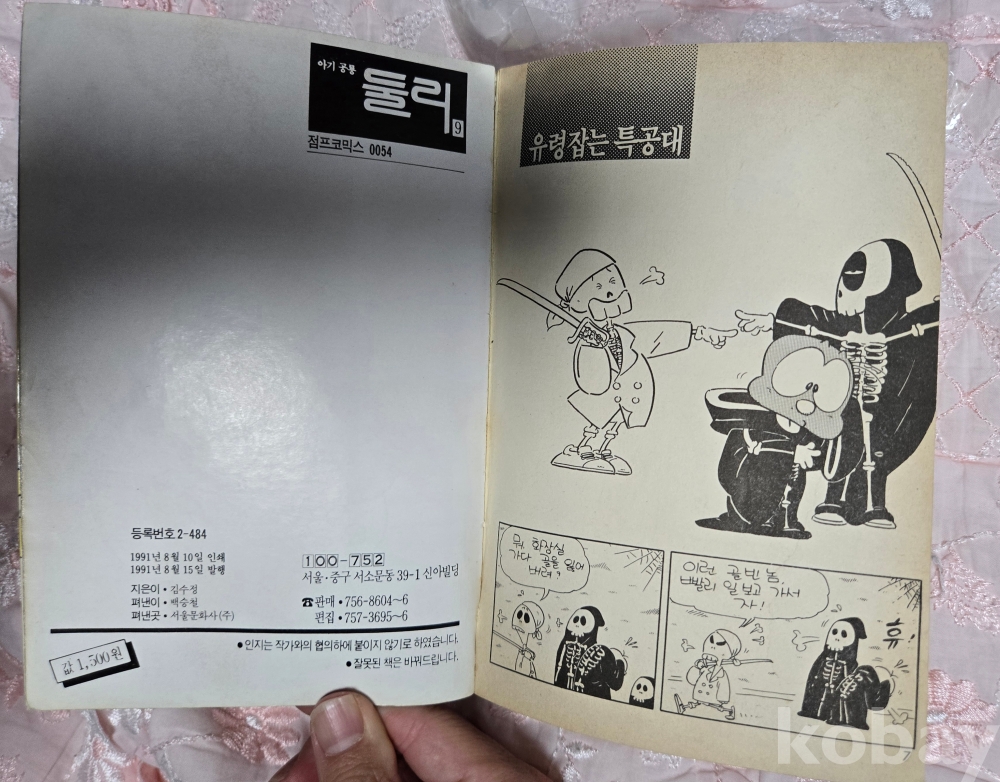 아기 공룡
둘리
9
점프코믹스 0054
등록번호 2-484
1991년 8월 10일 인쇄
1991년 8월 15일 발행
지은이 • 김수정
펴낸이 • 백승철
펴낸곳 • 서울문화사(주)
100-752
서울·중구 서소문동 39-1 신아빌딩
☎판매 • 756-8604~6
편집 • 757-3695~6
• 인지는 작가와의 협의하에 붙이지 않기로 하였습니다.
• 잘못된 책은 바꿔드립니다.
값 1,500원
유령잡는 특공대
뭐, 화장실
가다 골을 잃어
버려?
이런 골빈 놈,
빨랑 일 보고 가서
자!
휴!
kobay